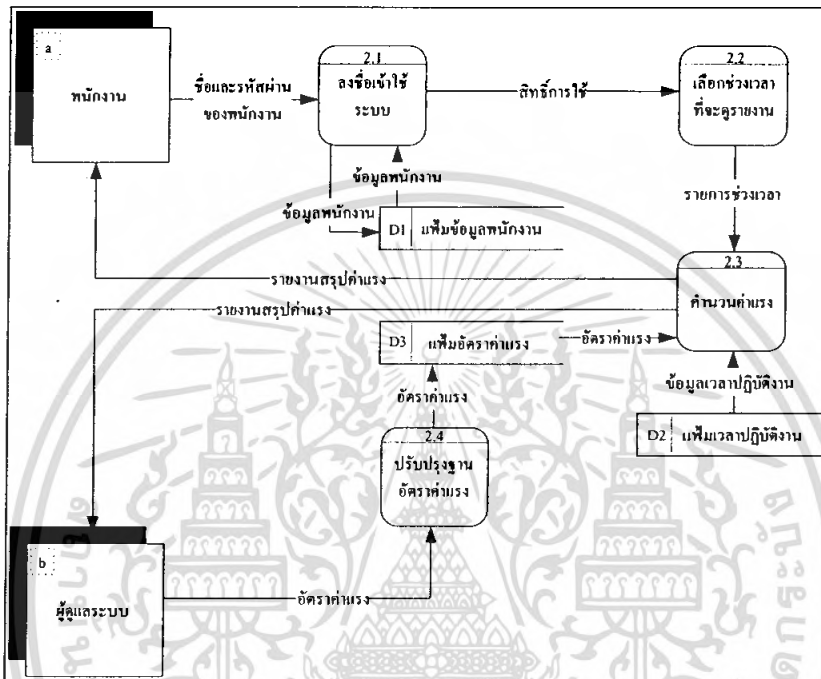 a
พนักงาน
ชื่อและรหัสผ่าน
ของพนักงาน
2.1
ลงชื่อเข้าใช้
ระบบ
สิทธิ์การใช้
2.2
เลือกช่วงเวลา
ที่จะดูรายงาน
ข้อมูลพนักงาน
ข้อมูลพนักงาน
D1 แฟ้มข้อมูลพนักงาน
รายการช่วงเวลา
รายงานสรุปค่าแรง
รายงานสรุปค่าแรง
2.3
คำนวนค่าแรง
D3 แฟ้มอัตราค่าแรง
อัตราค่าแรง
อัตราค่าแรง
ข้อมูลเวลาปฏิบัติงาน
D2 แฟ้มเวลาปฏิบัติงาน
2.4
ปรับปรุงฐาน
อัตราค่าแรง
b
ผู้ดูแลระบบ
อัตราค่าแรง